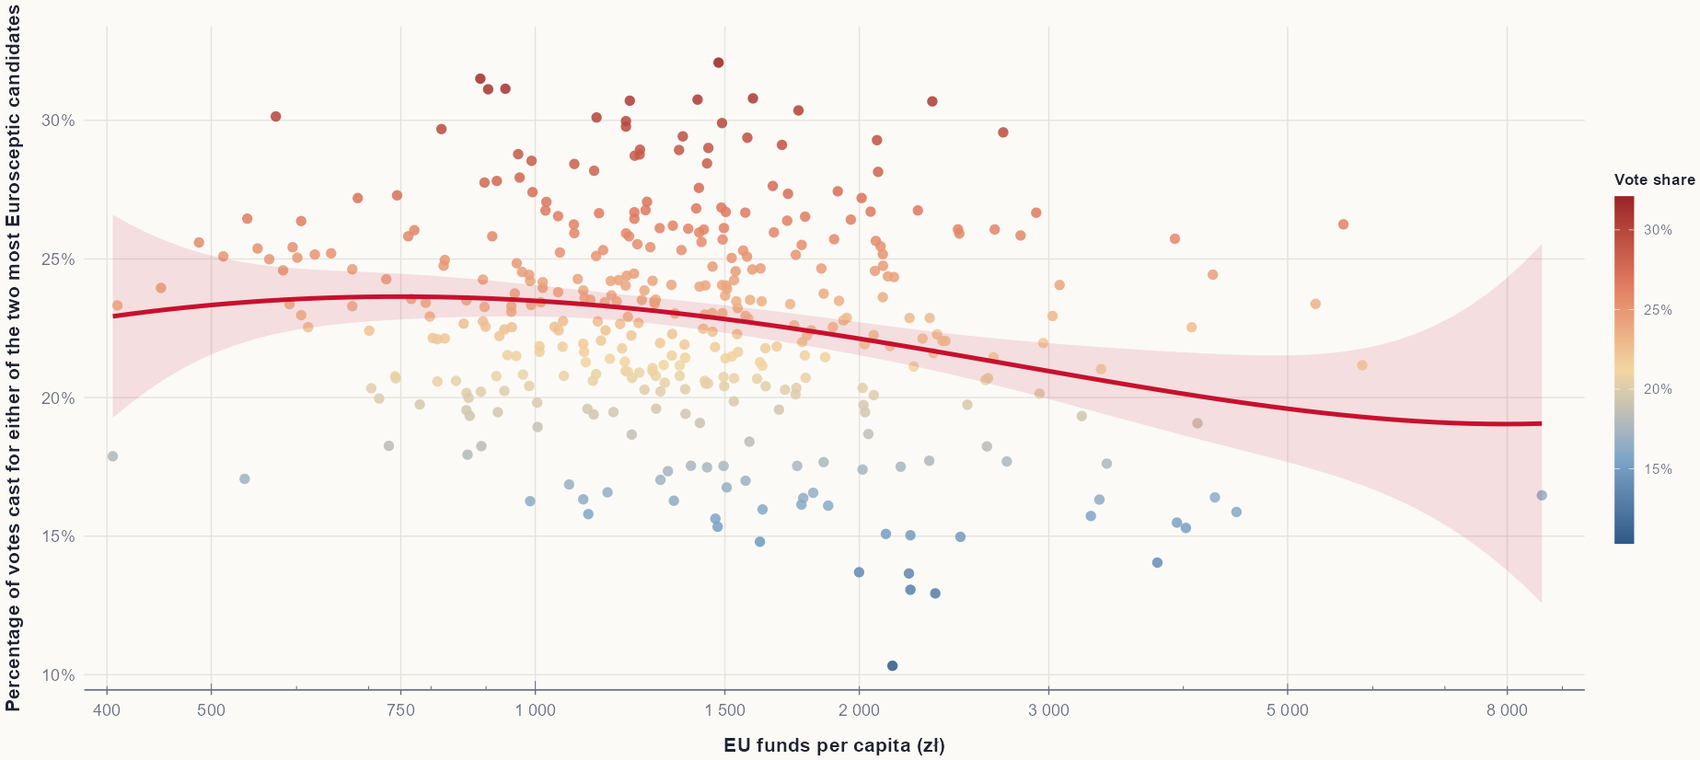 Percentage of votes cast for either of the two most Eurosceptic candidates
30%
25%
20%
15%
10%
400 500 750 1 000 1 500 2 000 3 000 5 000 8 000
EU funds per capita (zł)
Vote share
30%
25%
20%
15%